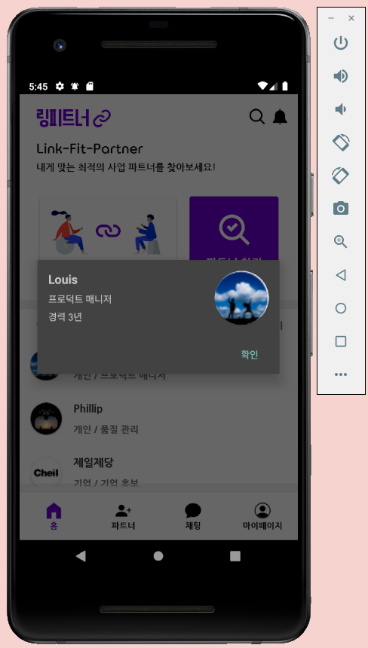 5:45
링피트너
Link-Fit-Partner
내게 맞는 최적의 사업 파트너를 찾아보세요!
Louis
프로덕트 매니저
경력 3년
확인
개인 / 프로덕트 매니저
Phillip
개인 / 품질 관리
Cheil
제일제당
기업 / 기업 홍보
홈
파트너
채팅
마이페이지